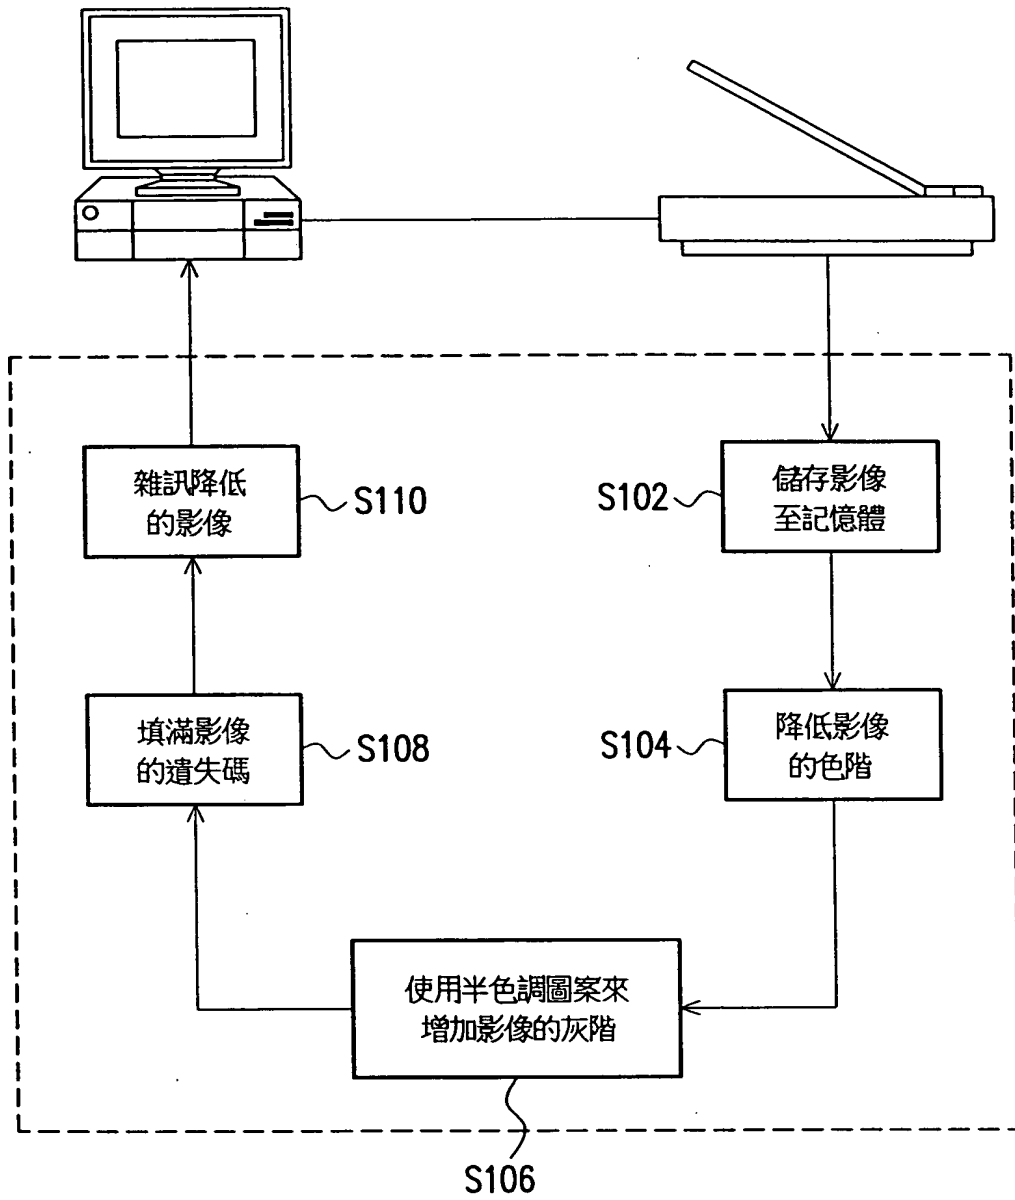 雜訊降低
的影像
S110
S102
儲存影像
至記憶體
填滿影像
的遺失碼
S108
S104
降低影像
的色階
使用半色調圖案來
增加影像的灰階
S106